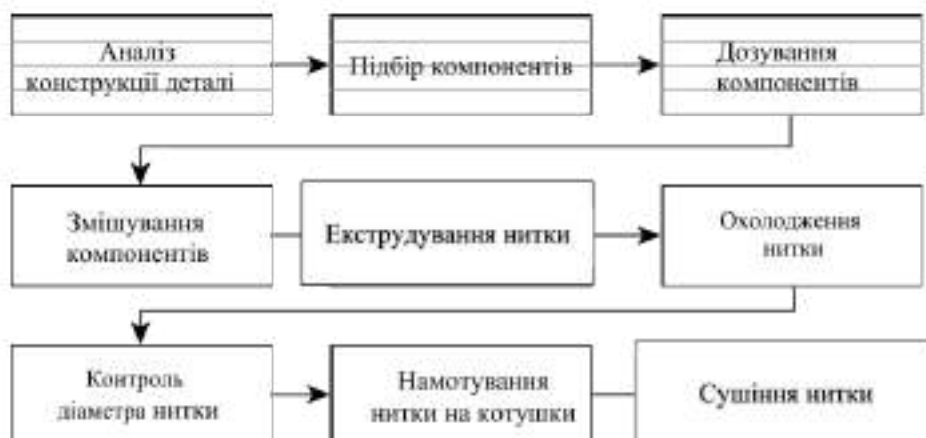 Аналіз
конструкції деталі
Підбір компонентів
Дозування
компонентів
Змішування
компонентів
Екструдування нитки
Охолодження
нитки
Контроль
діаметра нитки
Намотування
нитки на котушки
Сушіння нитки